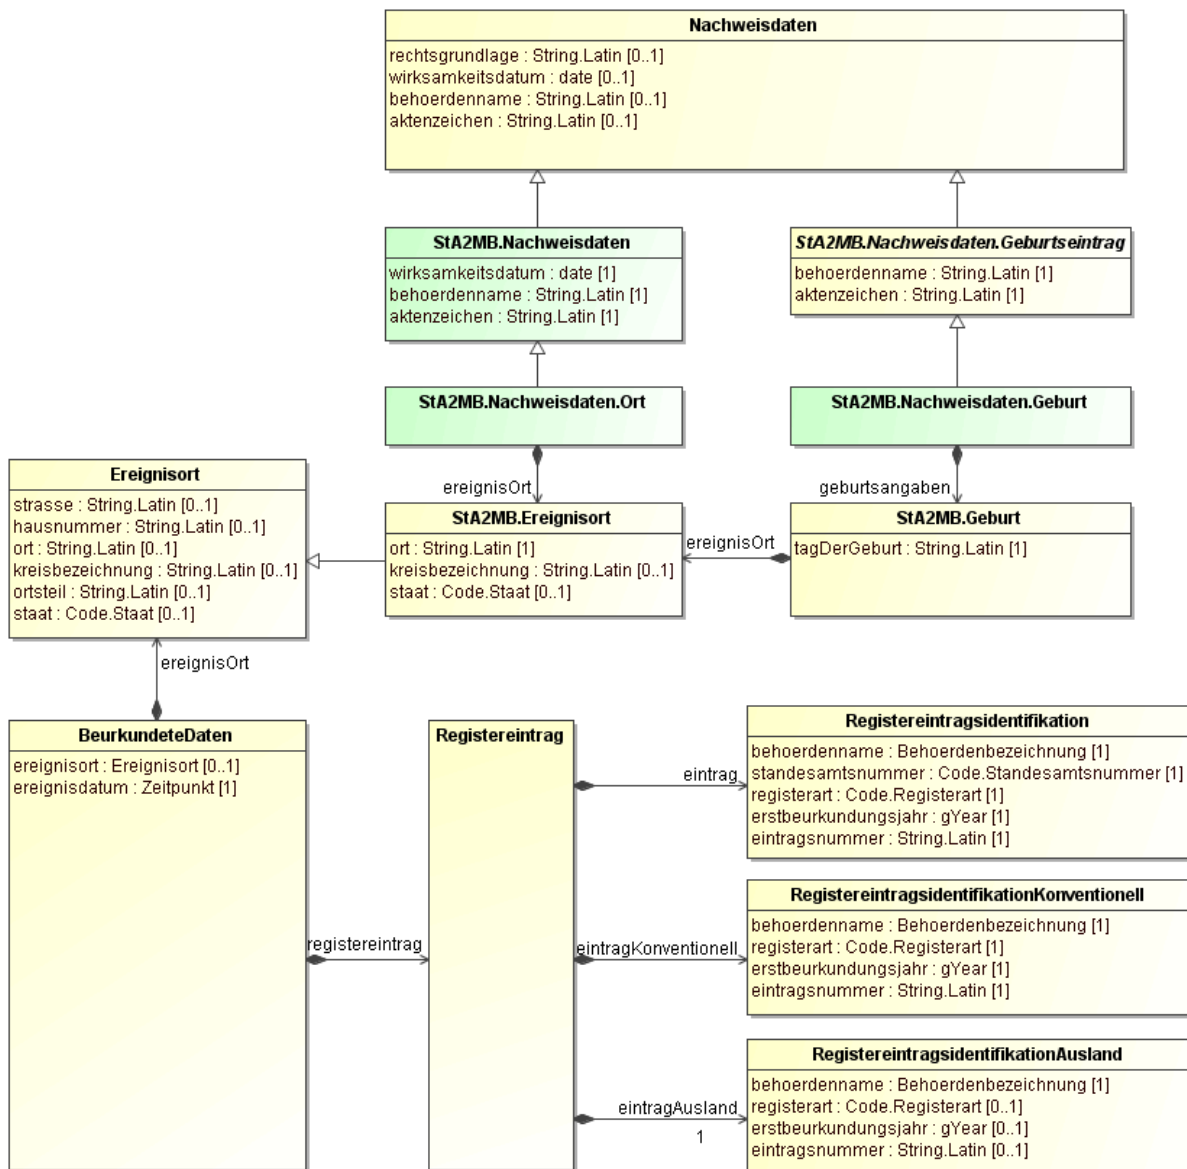 Nachweisdaten
rechtsgrundlage : String.Latin [0..1]
wirksamkeitsdatum : date [0..1]
behoerdenname : String.Latin [0..1]
aktenzeichen : String.Latin [0..1]
StA2MB.Nachweisdaten
wirksamkeitsdatum : date [1]
behoerdenname : String.Latin [1]
aktenzeichen : String.Latin [1]
StA2MB.Nachweisdaten.Geburtseintrag
behoerdenname : String.Latin [1]
aktenzeichen : String.Latin [1]
StA2MB.Nachweisdaten.Ort
StA2MB.Nachweisdaten.Geburt
ereignisOrt
geburtsangaben
Ereignisort
strasse : String.Latin [0..1]
hausnummer : String.Latin [0..1]
ort : String.Latin [0..1]
kreisbezeichnung : String.Latin [0..1]
ortsteil : String.Latin [0..1]
staat : Code.Staat [0..1]
StA2MB.Ereignisort
ort : String.Latin [1]
kreisbezeichnung : String.Latin [0..1]
staat : Code.Staat [0..1]
ereignisOrt
StA2MB.Geburt
tagDerGeburt : String.Latin [1]
ereignisOrt
BeurkundeteDaten
ereignisort : Ereignisort [0..1]
ereignisdatum : Zeitpunkt [1]
registereintrag
Registereintrag
eintrag
Registereintragsidentifikation
behoerdenname : Behoerdenbezeichnung [1]
standesamtsnummer : Code.Standesamtsnummer [1]
registerart : Code.Registerart [1]
erstbeurkundungsjahr : gYear [1]
eintragsnummer : String.Latin [1]
eintragKonventionell
RegistereintragsidentifikationKonventionell
behoerdenname : Behoerdenbezeichnung [1]
registerart : Code.Registerart [1]
erstbeurkundungsjahr : gYear [1]
eintragsnummer : String.Latin [1]
eintragAusland
1
RegistereintragsidentifikationAusland
behoerdenname : Behoerdenbezeichnung [1]
registerart : Code.Registerart [0..1]
erstbeurkundungsjahr : gYear [0..1]
eintragsnummer : String.Latin [0..1]